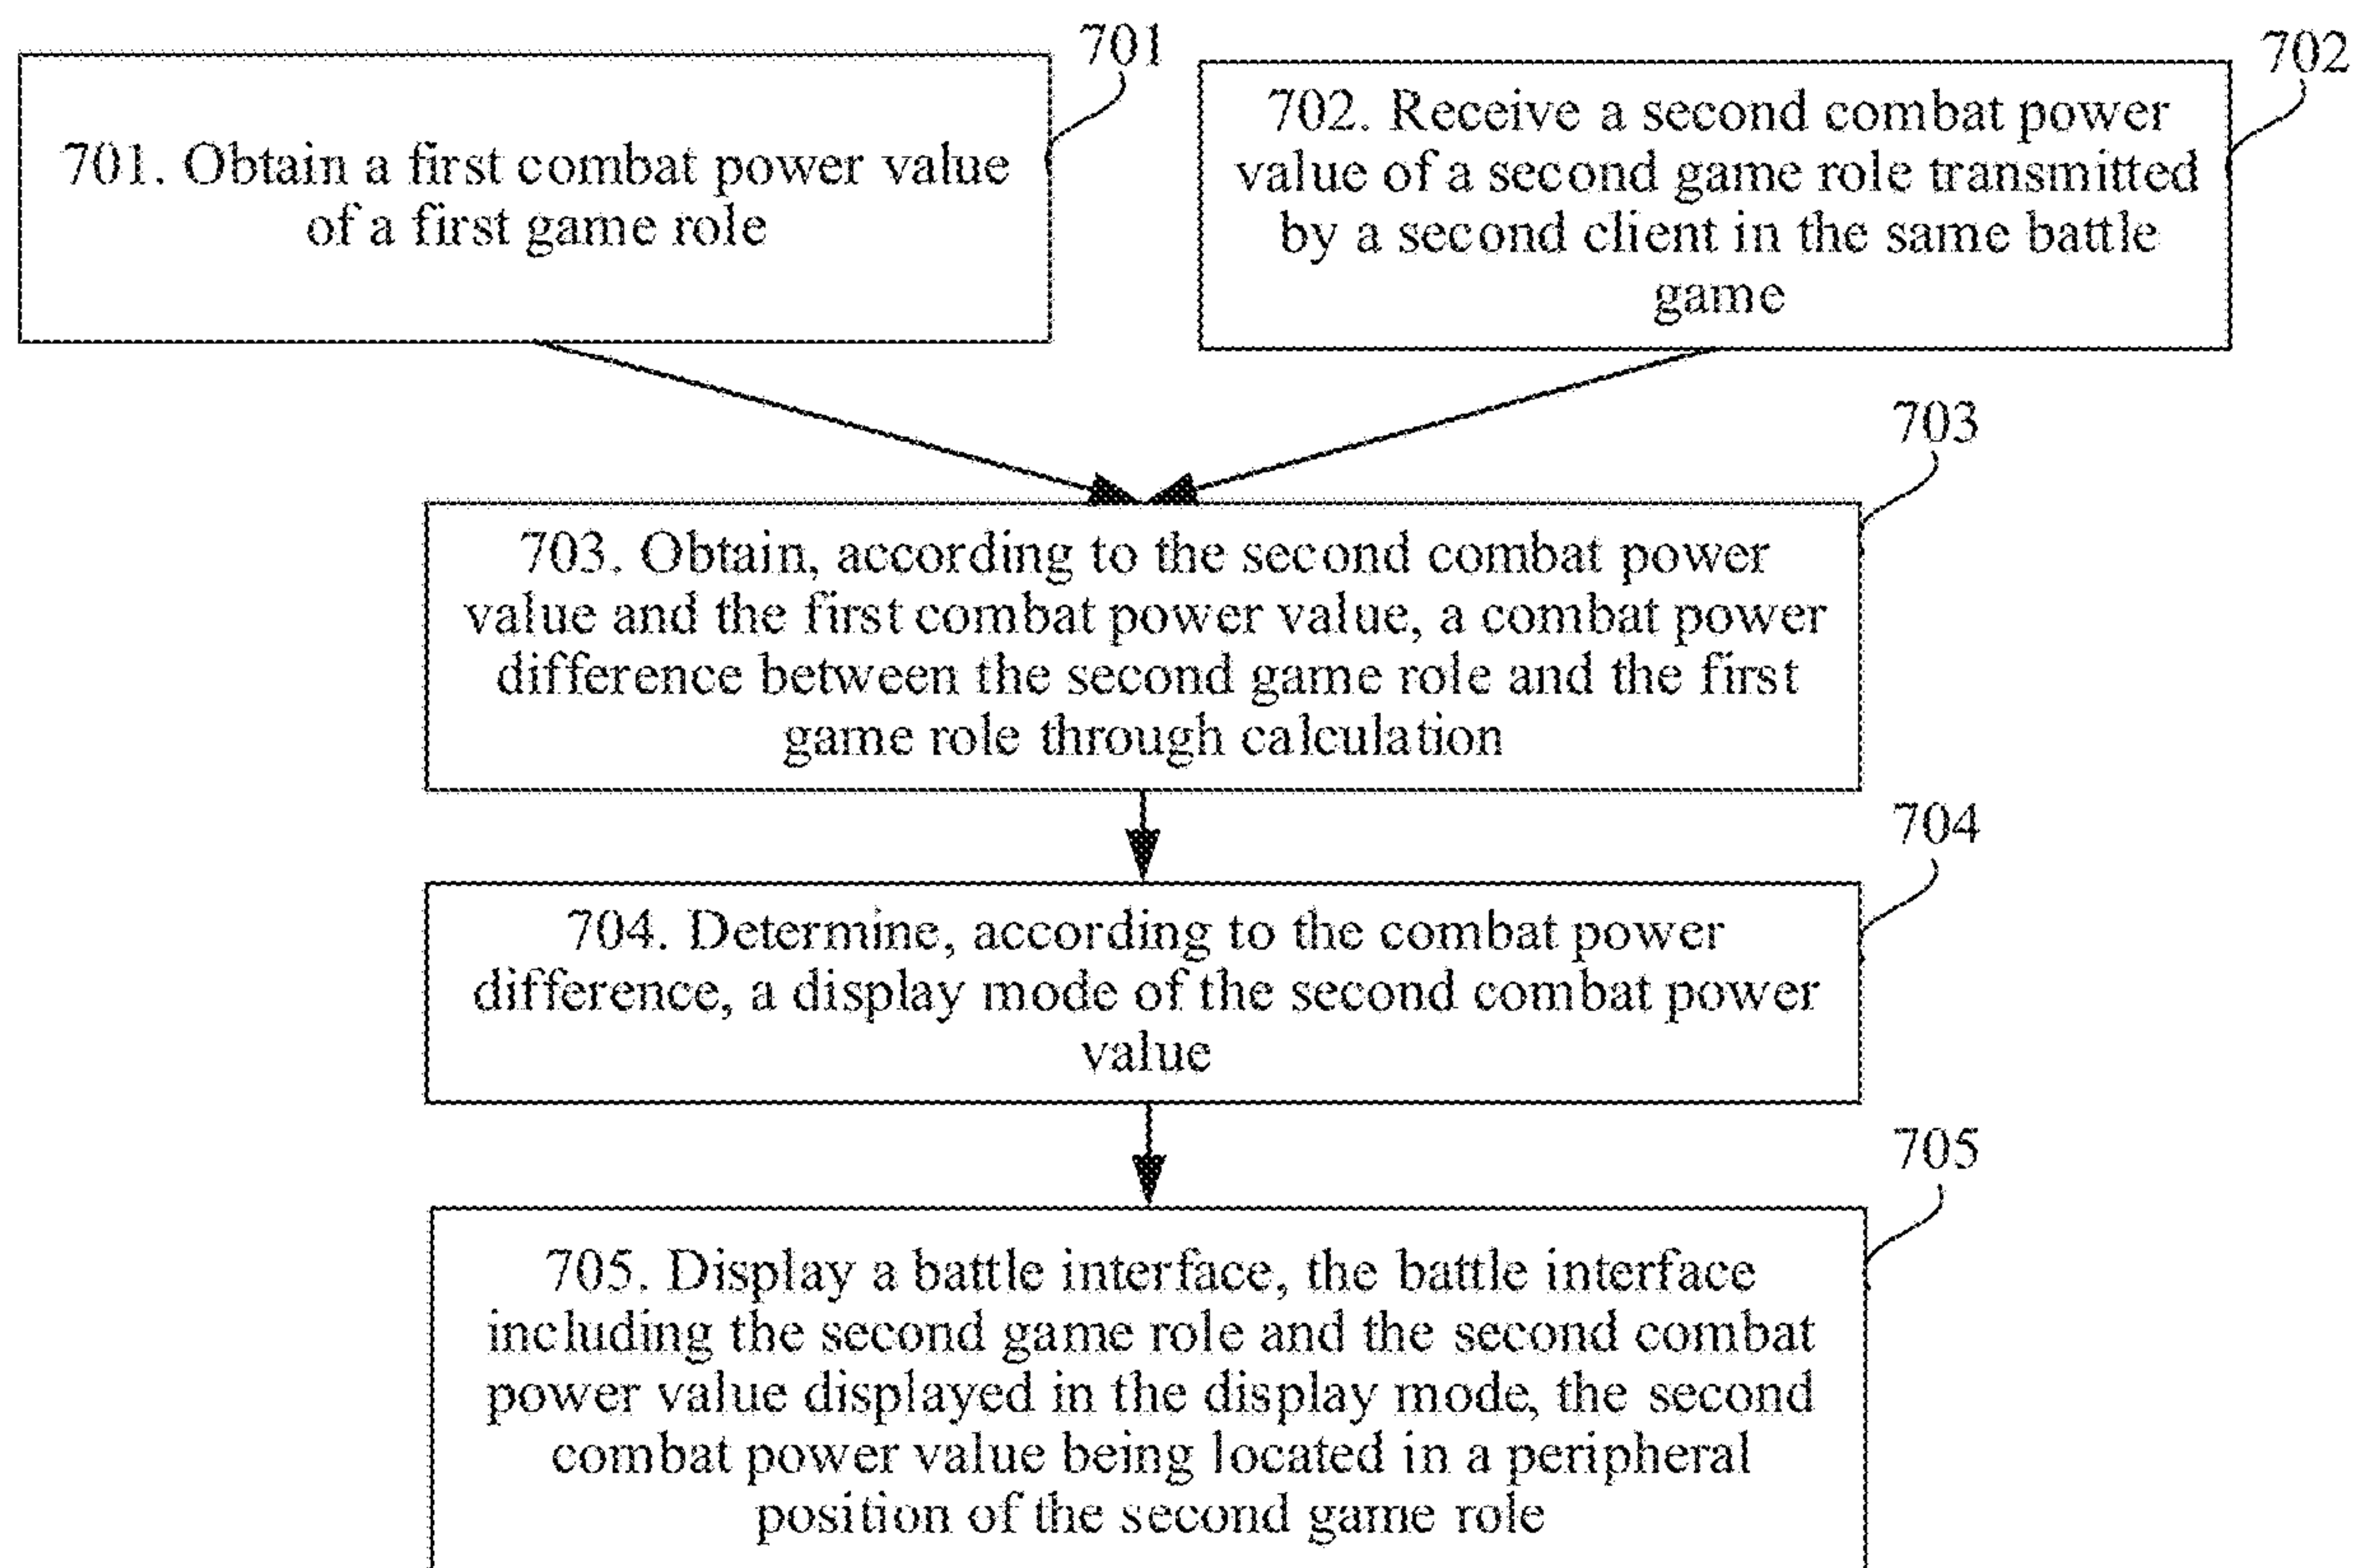 701
701. Obtain a first combat power value
of a first game role
702
702. Receive a second combat power
value of a second game role transmitted
by a second client in the same battle
game
703
703. Obtain, according to the second combat power
value and the first combat power value, a combat power
difference between the second game role and the first
game role through calculation
704
704. Determine, according to the combat power
difference, a display mode of the second combat power
value
705
705. Display a battle interface, the battle interface
including the second game role and the second combat
power value displayed in the display mode, the second
combat power value being located in a peripheral
position of the second game role